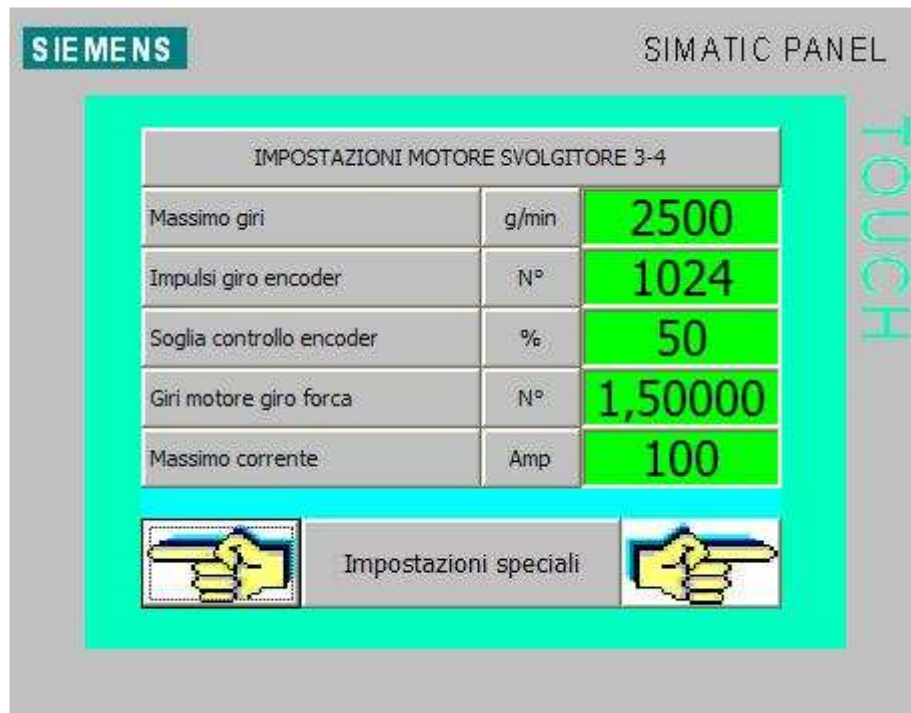 SIEMENS
SIMATIC PANEL
TOUCH
IMPOSTAZIONI MOTORE SVOLGITORE 3-4
Massimo giri g/min 2500
Impulsi giro encoder N° 1024
Soglia controllo encoder % 50
Giri motore giro forca N° 1,50000
Massimo corrente Amp 100
Impostazioni speciali